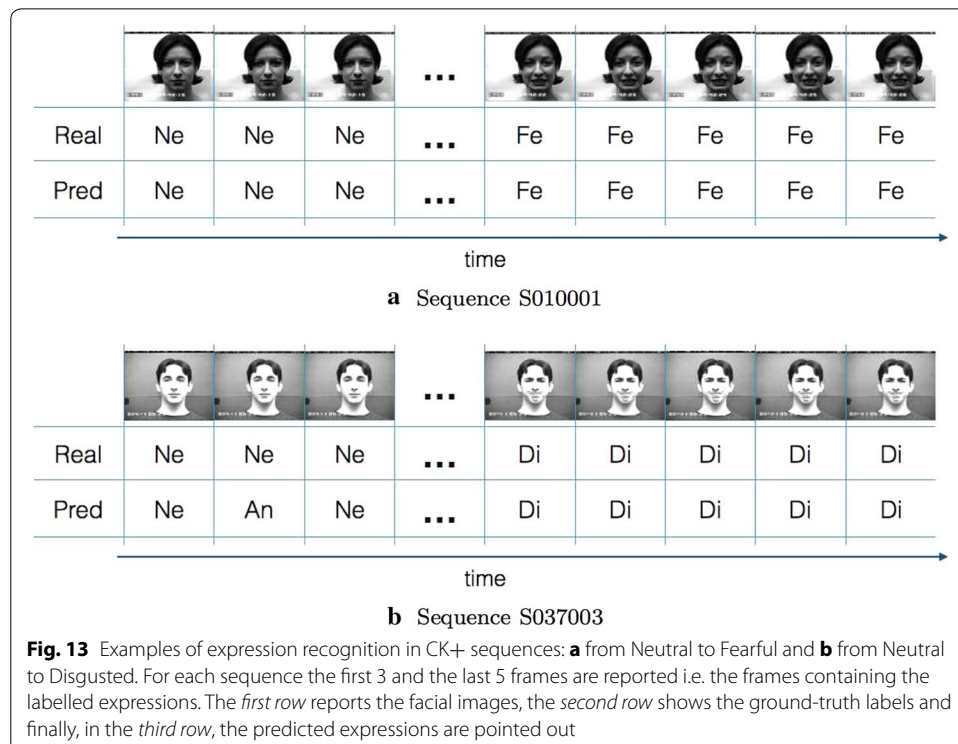 Real Ne Ne Ne ... Fe Fe Fe Fe Fe
Pred Ne Ne Ne ... Fe Fe Fe Fe Fe
time
a Sequence S010001
Real Ne Ne Ne ... Di Di Di Di Di
Pred Ne An Ne ... Di Di Di Di Di
time
b Sequence S037003
Fig. 13 Examples of expression recognition in CK+ sequences: a from Neutral to Fearful and b from Neutral
to Disgusted. For each sequence the first 3 and the last 5 frames are reported i.e. the frames containing the
labelled expressions. The first row reports the facial images, the second row shows the ground-truth labels and
finally, in the third row, the predicted expressions are pointed out